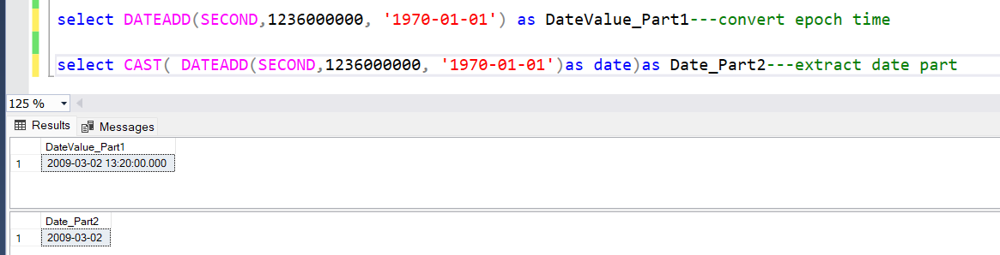 select DATEADD(SECOND,1236000000, '1970-01-01') as DateValue_Part1---convert epoch time
select CAST( DATEADD(SECOND,1236000000, '1970-01-01')as date)as Date_Part2---extract date part
125 %
Results Messages
DateValue_Part1
1 2009-03-02 13:20:00.000
Date_Part2
1 2009-03-02